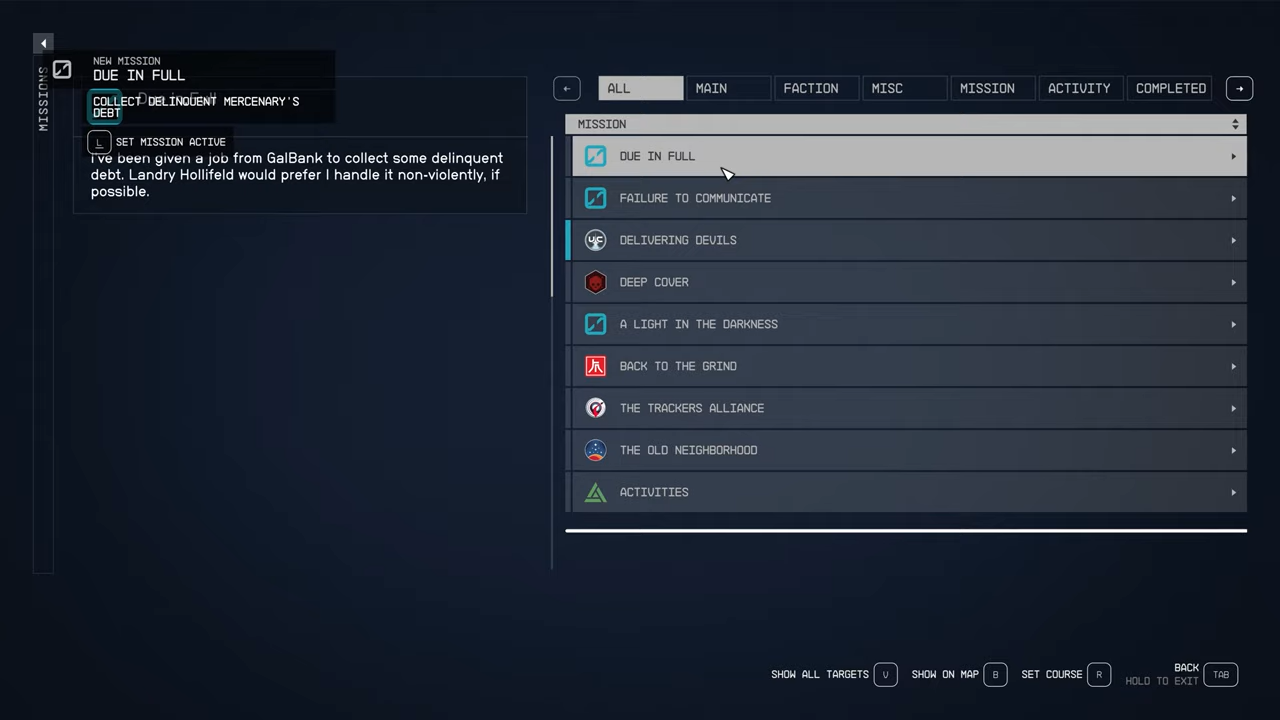 MISSIONS
NEW MISSION
DUE IN FULL
Due in Full
COLLECT DELINQUENT MERCENARY'S
DEBT
L SET MISSION ACTIVE
I've been given a job from GalBank to collect some delinquent
debt. Landry Hollifeld would prefer I handle it non-violently, if
possible.
ALL MAIN FACTION MISC MISSION ACTIVITY COMPLETED
MISSION
DUE IN FULL
FAILURE TO COMMUNICATE
UC DELIVERING DEVILS
DEEP COVER
A LIGHT IN THE DARKNESS
BACK TO THE GRIND
THE TRACKERS ALLIANCE
THE OLD NEIGHBORHOOD
ACTIVITIES
SHOW ALL TARGETS V SHOW ON MAP B SET COURSE R BACK TAB
HOLD TO EXIT